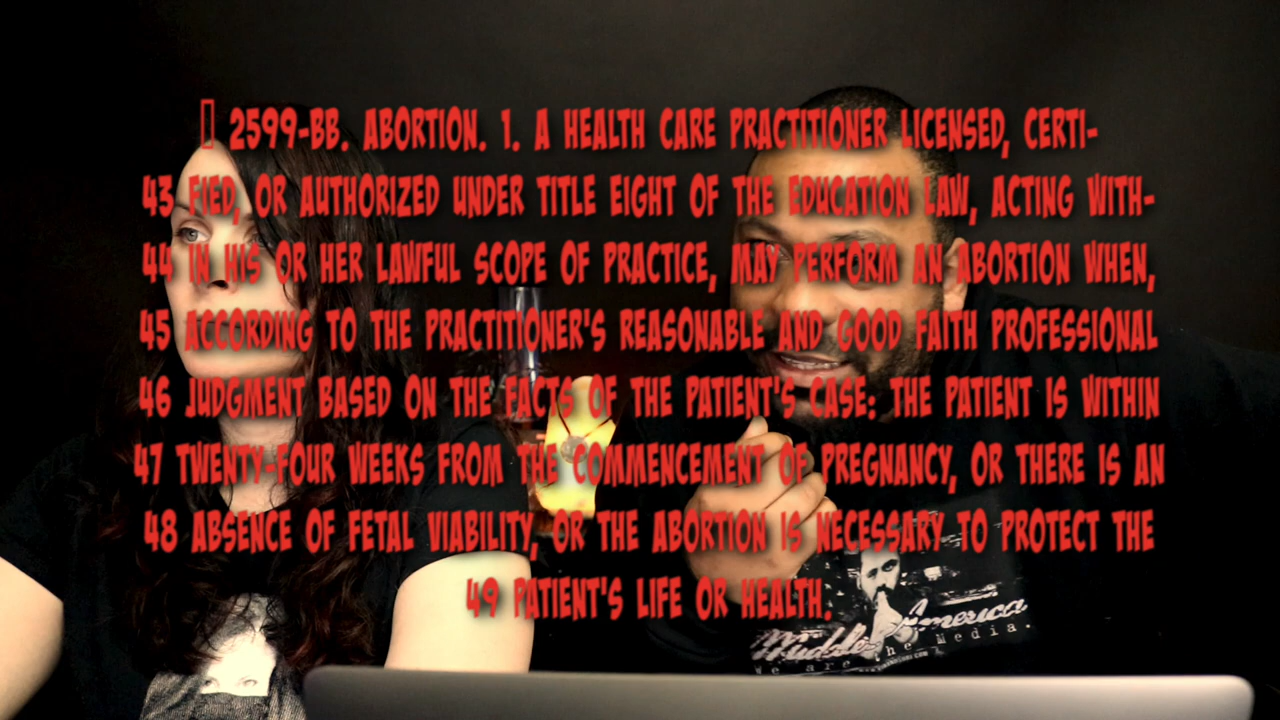 2599-BB. ABORTION. 1. A HEALTH CARE PRACTITIONER LICENSED, CERTI-
43 FIED, OR AUTHORIZED UNDER TITLE EIGHT OF THE EDUCATION LAW, ACTING WITH-
44 IN HIS OR HER LAWFUL SCOPE OF PRACTICE, MAY PERFORM AN ABORTION WHEN,
45 ACCORDING TO THE PRACTITIONER'S REASONABLE AND GOOD FAITH PROFESSIONAL
46 JUDGMENT BASED ON THE FACTS OF THE PATIENT'S CASE: THE PATIENT IS WITHIN
47 TWENTY-FOUR WEEKS FROM THE COMMENCEMENT OF PREGNANCY, OR THERE IS AN
48 ABSENCE OF FETAL VIABILITY, OR THE ABORTION IS NECESSARY TO PROTECT THE
49 PATIENT'S LIFE OR HEALTH.
Middle America
We are the Media.